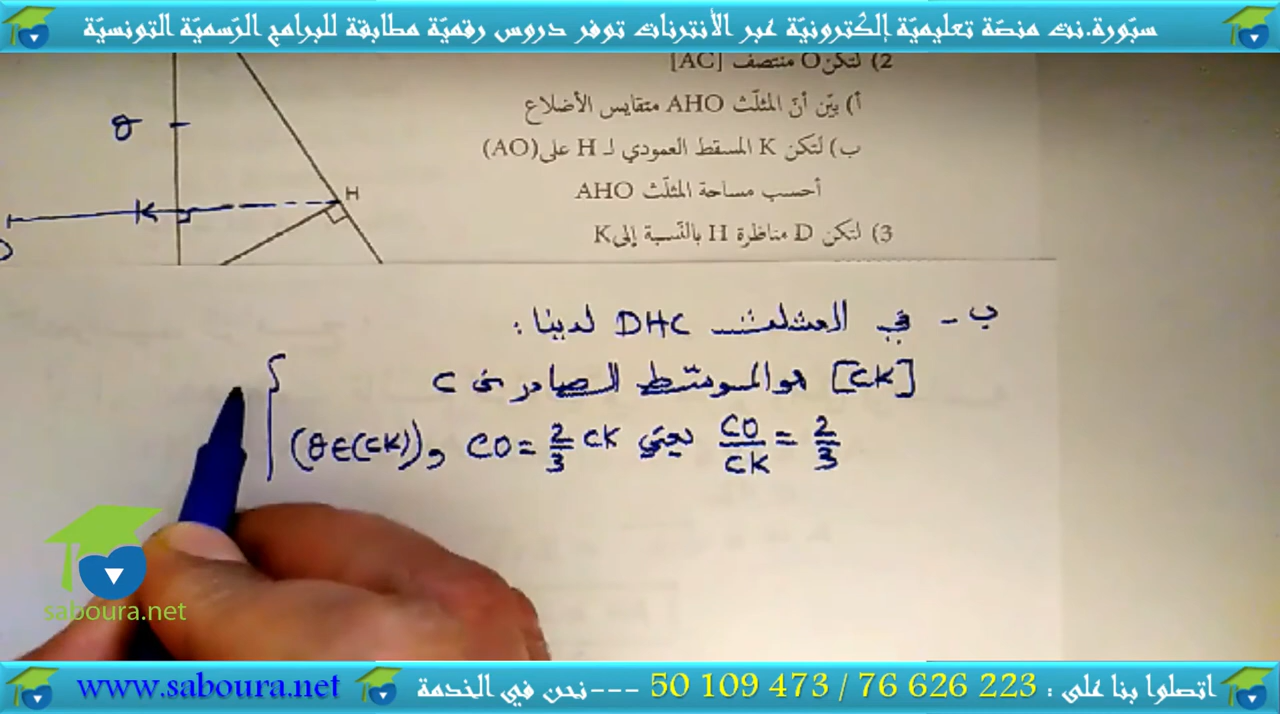 سبّورة.نت منصّة تعليميّة إلكترونيّة عبر الأنترنات توفر دروس رقميّة مطابقة للبرامج الرّسميّة التونسيّة
2) لتكن O منتصف [AC]
أ) بيّن أنّ المثلّث AHO متقايس الأضلاع
ب) لتكن K المسقط العمودي لـ H على (AO)
أحسب مساحة المثلّث AHO
3) لتكن D مناظرة H بالنّسبة إلى K
O
H
K
D
ب - في المثلث DHC لدينا :
[CK] هو الموسّط الصادر من C
CO/CK = 2/3 يعني CO = 2/3 CK و (O∈(CK))
saboura.net
www.saboura.net
اتصلوا بنا على : 50 109 473 / 76 626 223 ---نحن في الخدمة